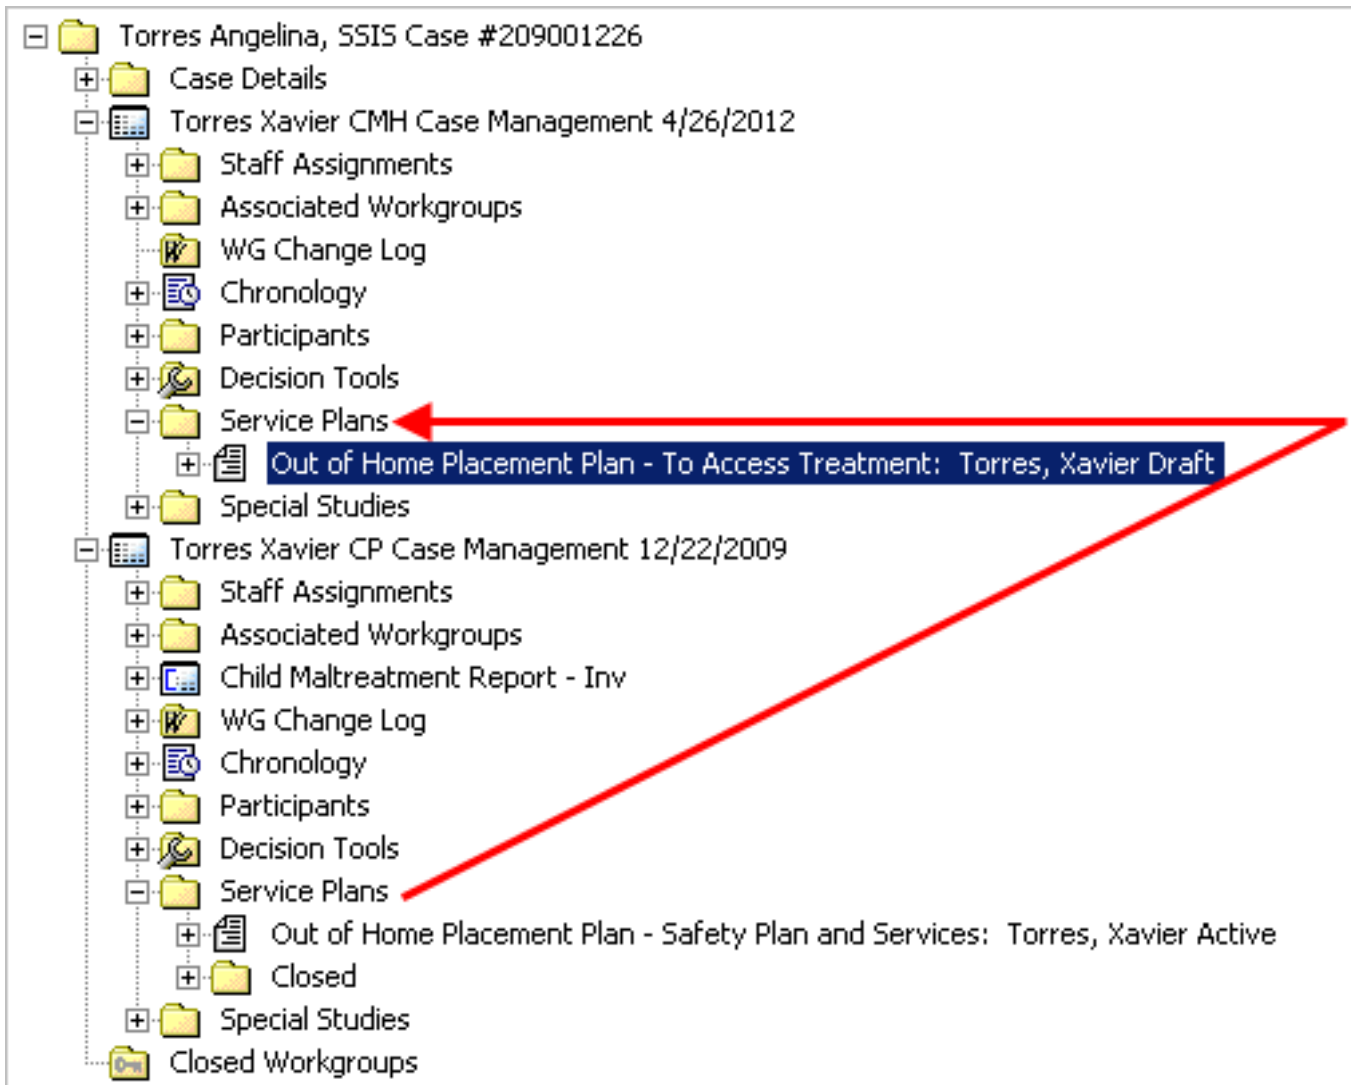 Torres Angelina, SSIS Case #209001226
Case Details
Torres Xavier CMH Case Management 4/26/2012
Staff Assignments
Associated Workgroups
WG Change Log
Chronology
Participants
Decision Tools
Service Plans
Out of Home Placement Plan - To Access Treatment:  Torres, Xavier Draft
Special Studies
Torres Xavier CP Case Management 12/22/2009
Staff Assignments
Associated Workgroups
Child Maltreatment Report - Inv
WG Change Log
Chronology
Participants
Decision Tools
Service Plans
Out of Home Placement Plan - Safety Plan and Services:  Torres, Xavier Active
Closed
Special Studies
Closed Workgroups